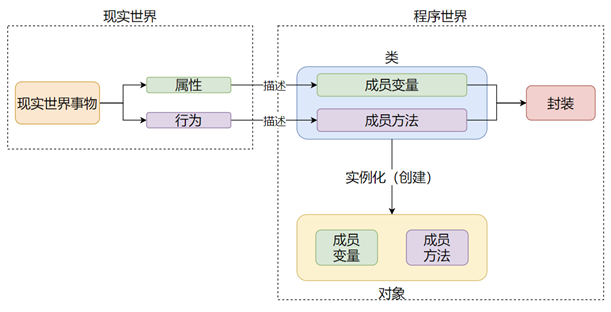 现实世界
程序世界
类
现实世界事物
属性
描述
成员变量
行为
描述
成员方法
封装
实例化（创建）
成员
变量
成员
方法
对象